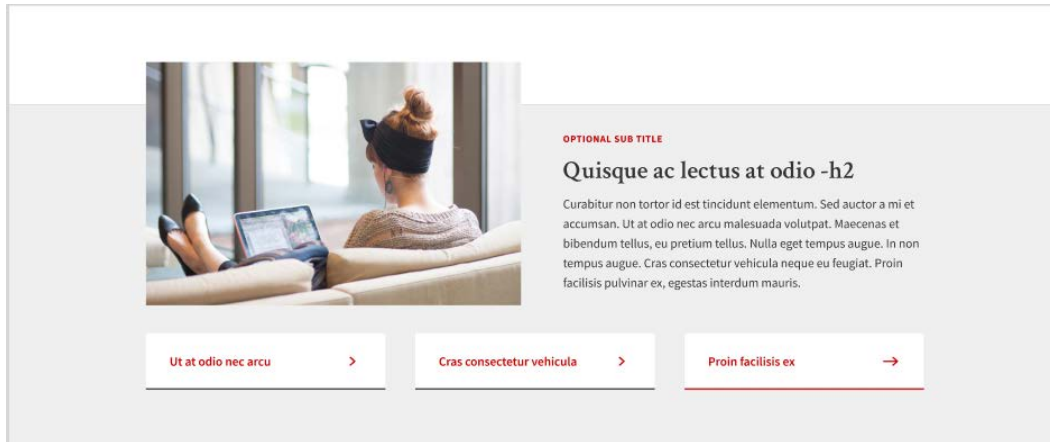 OPTIONAL SUB TITLE
Quisque ac lectus at odio -h2
Curabitur non tortor id est tincidunt elementum. Sed auctor a mi et
accumsan. Ut at odio nec arcu malesuada volutpat. Maecenas et
bibendum tellus, eu pretium tellus. Nulla eget tempus augue. In non
tempus augue. Cras consectetur vehicula neque eu feugiat. Proin
facilisis pulvinar ex, egestas interdum mauris.
Ut at odio nec arcu
Cras consectetur vehicula
Proin facilisis ex